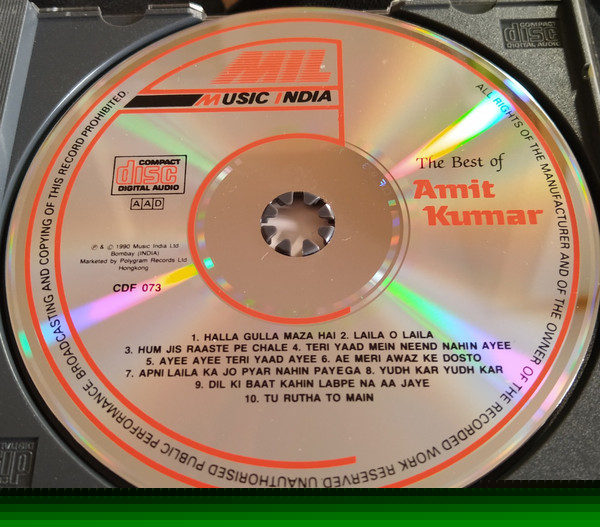 MIL
MUSIC INDIA
COMPACT
disc
DIGITAL AUDIO
COMPACT
disc
DIGITAL AUDIO
AAD
The Best of
Amit
Kumar
℗ & © 1990 Music India Ltd
Bombay (INDIA)
Marketed by Polygram Records Ltd
Hongkong
CDF 073
1. HALLA GULLA MAZA HAI 2. LAILA O LAILA
3. HUM JIS RAASTE PE CHALE 4. TERI YAAD MEIN NEEND NAHIN AYEE
5. AYEE AYEE TERI YAAD AYEE 6. AE MERI AWAZ KE DOSTO
7. APNI LAILA KA JO PYAR NAHIN PAYEGA 8. YUDH KAR YUDH KAR
9. DIL KI BAAT KAHIN LABPE NA AA JAYE
10. TU RUTHA TO MAIN
ALL RIGHTS OF THE MANUFACTURER AND OF THE OWNER OF THE RECORDED WORK RESERVED UNAUTHORISED PUBLIC PERFORMANCE BROADCASTING AND COPYING OF THIS RECORD PROHIBITED.